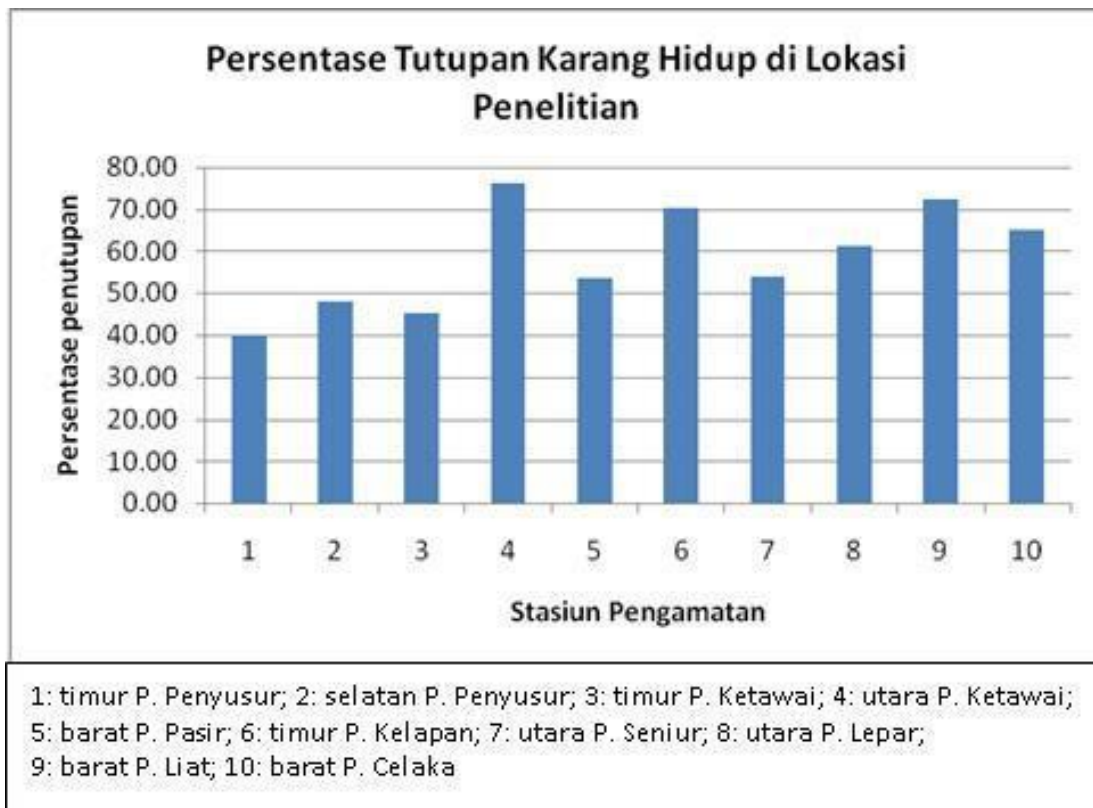 Persentase Tutupan Karang Hidup di Lokasi
Penelitian
Persentase penutupan
80.00
70.00
60.00
50.00
40.00
30.00
20.00
10.00
0.00
1 2 3 4 5 6 7 8 9 10
Stasiun Pengamatan
1: timur P. Penyusur; 2: selatan P. Penyusur; 3: timur P. Ketawai; 4: utara P. Ketawai;
5: barat P. Pasir; 6: timur P. Kelapan; 7: utara P. Seniur; 8: utara P. Lepar;
9: barat P. Liat; 10: barat P. Celaka